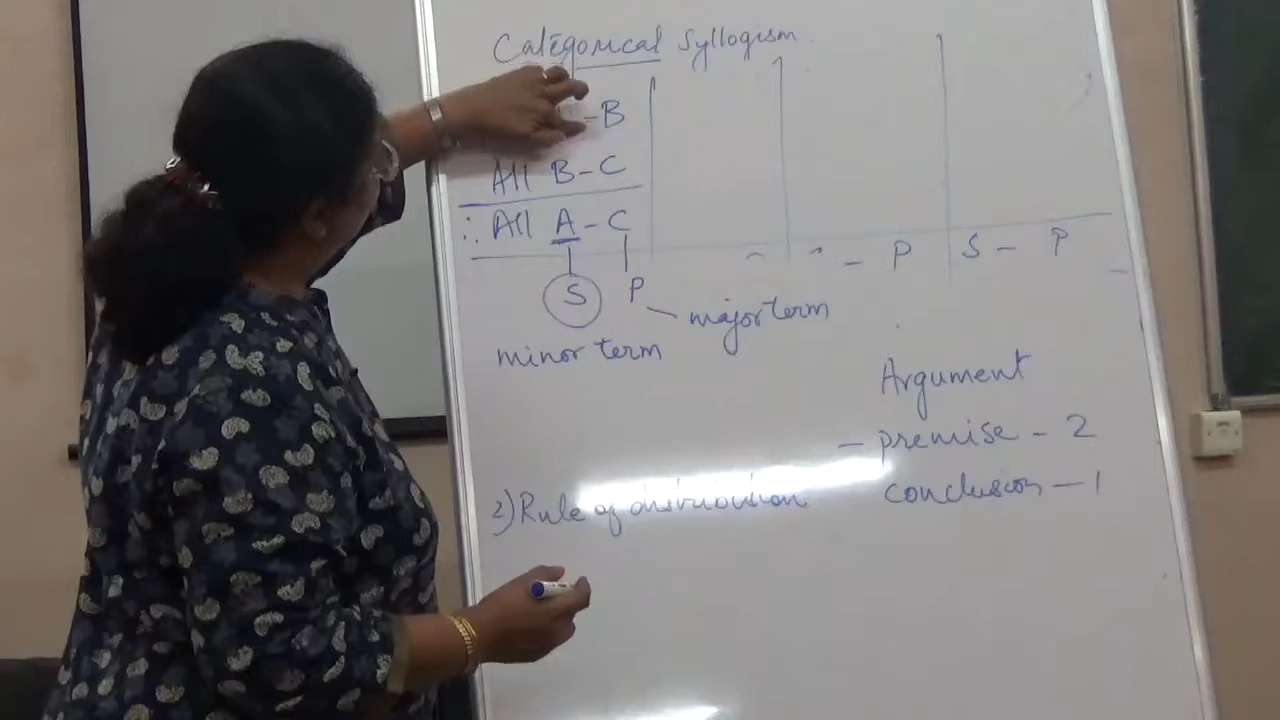 Categorical Syllogism
- B
All B - C
∴ All A - C
- P
S - P
S
P
major term
minor term
Argument
- premise - 2
conclusion - 1
2) Rule of distribution